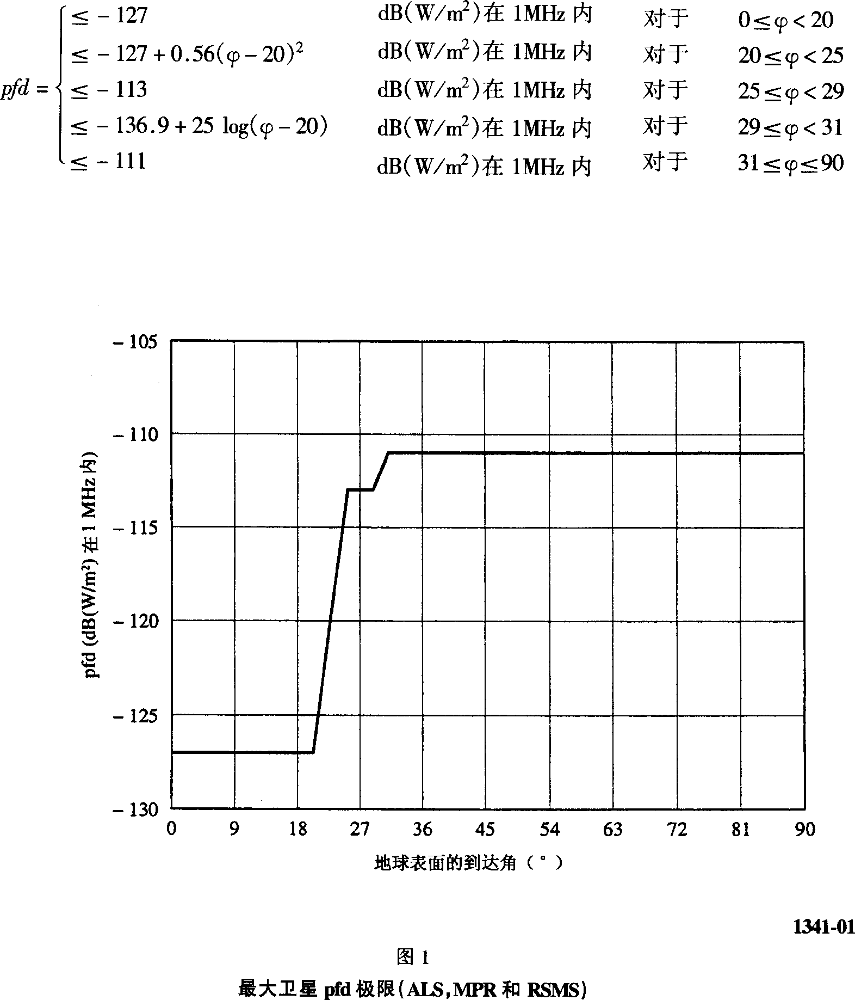 pfd =
≤ -127 dB(W/m²)在 1MHz 内 对于 0≤φ<20
≤ -127+0.56(φ-20)² dB(W/m²)在 1MHz 内 对于 20≤φ<25
≤ -113 dB(W/m²)在 1MHz 内 对于 25≤φ<29
≤ -136.9+25 log(φ-20) dB(W/m²)在 1MHz 内 对于 29≤φ<31
≤ -111 dB(W/m²)在 1MHz 内 对于 31≤φ≤90
-105
-110
-115
-120
-125
-130
pfd (dB(W/m²)在 1 MHz 内)
0 9 18 27 36 45 54 63 72 81 90
地球表面的到达角（°）
1341-01
图 1
最大卫星 pfd 极限(ALS,MPR 和 RSMS)